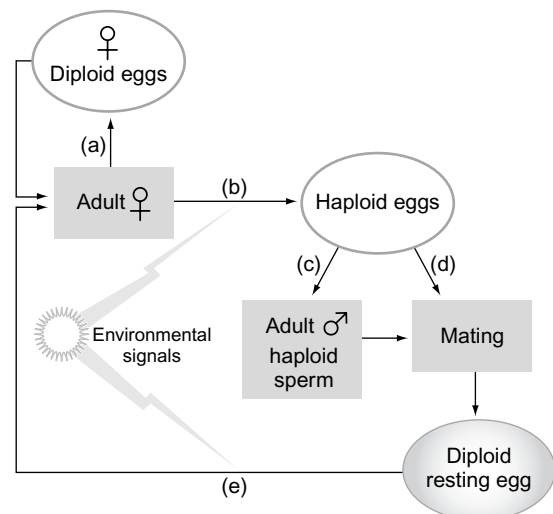 ♀
Diploid eggs
(a)
Adult ♀
(b)
Haploid eggs
(c)
(d)
Adult ♂
haploid
sperm
Mating
Environmental
signals
Diploid
resting egg
(e)